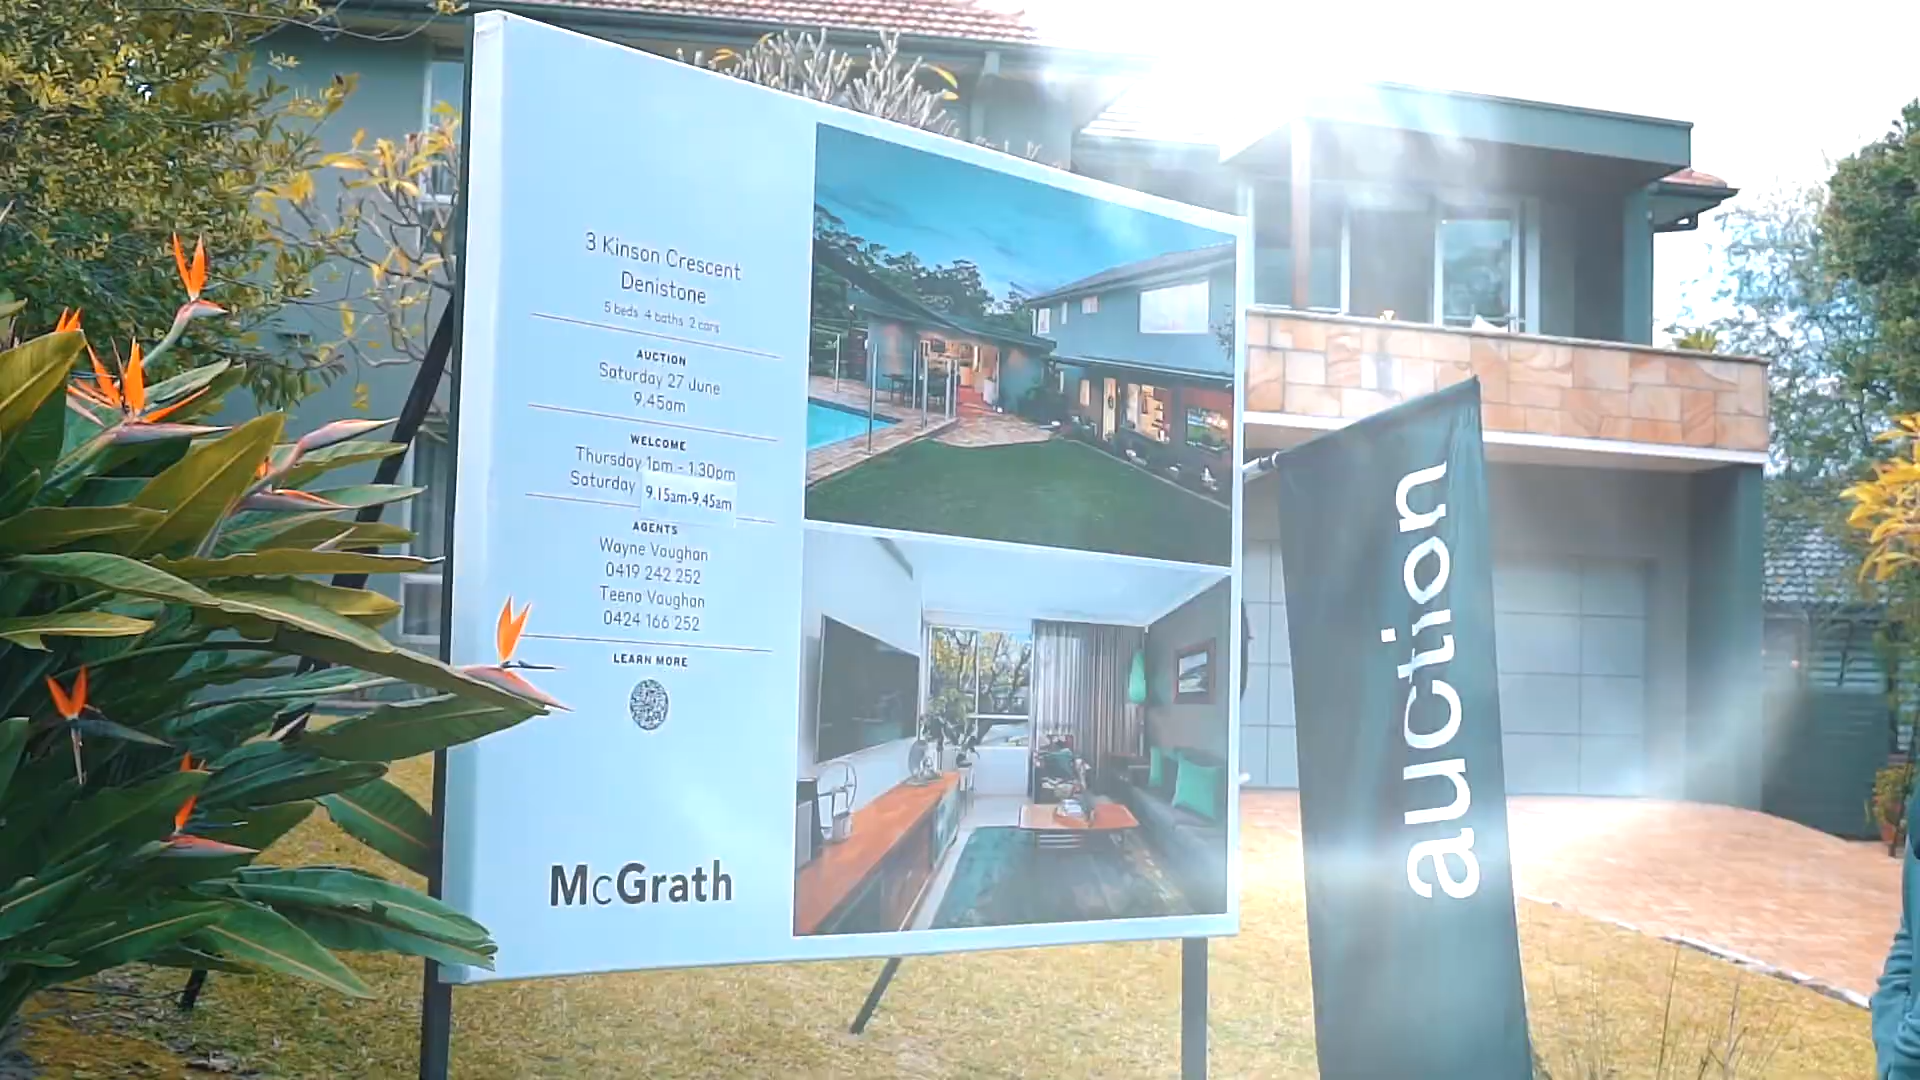 3 Kinson Crescent
Denistone
5 beds 4 baths 2 cars
AUCTION
Saturday 27 June
9.45am
WELCOME
Thursday 1pm - 1.30pm
Saturday 9.15am-9.45am
AGENTS
Wayne Vaughan
0419 242 252
Teena Vaughan
0424 166 252
LEARN MORE
McGrath
auction